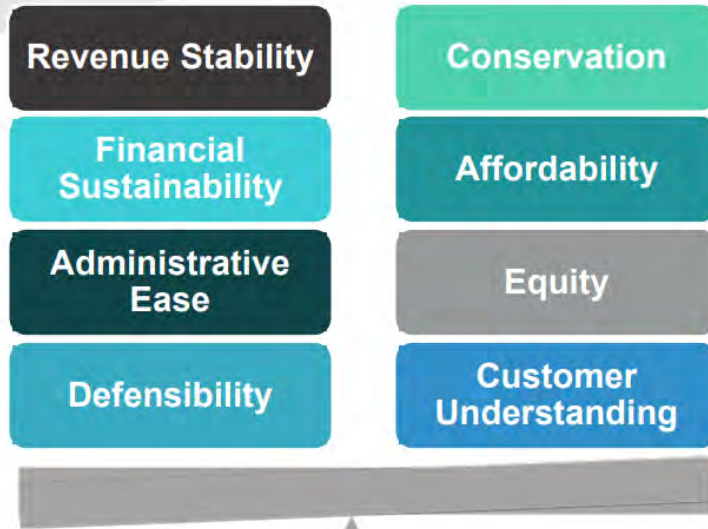 Revenue Stability
Conservation
Financial
Sustainability
Affordability
Administrative
Ease
Equity
Defensibility
Customer
Understanding